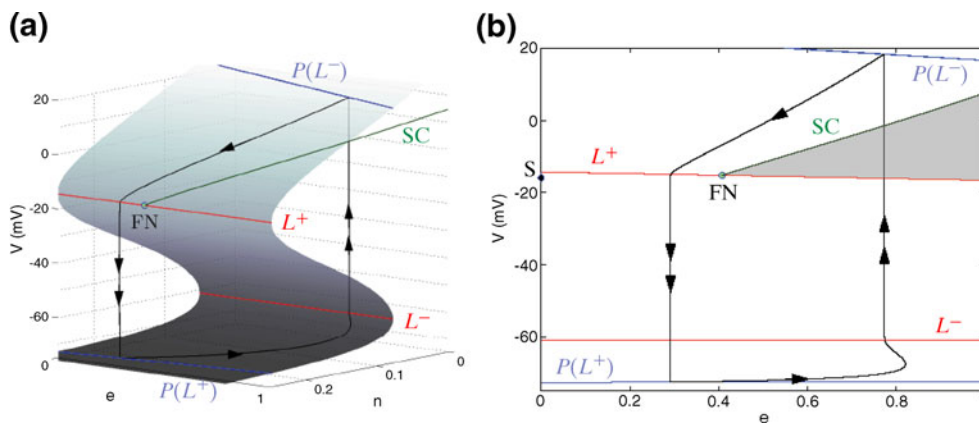 (a)
20
0
-20
-40
-60
V (mV)
P(L⁻)
SC
FN
L⁺
L⁻
P(L⁺)
0
e
1
0.2
n
0.1
0
(b)
20
0
-20
-40
-60
V (mV)
P(L⁻)
SC
L⁺
S
FN
L⁻
P(L⁺)
0 0.2 0.4 0.6 0.8
e